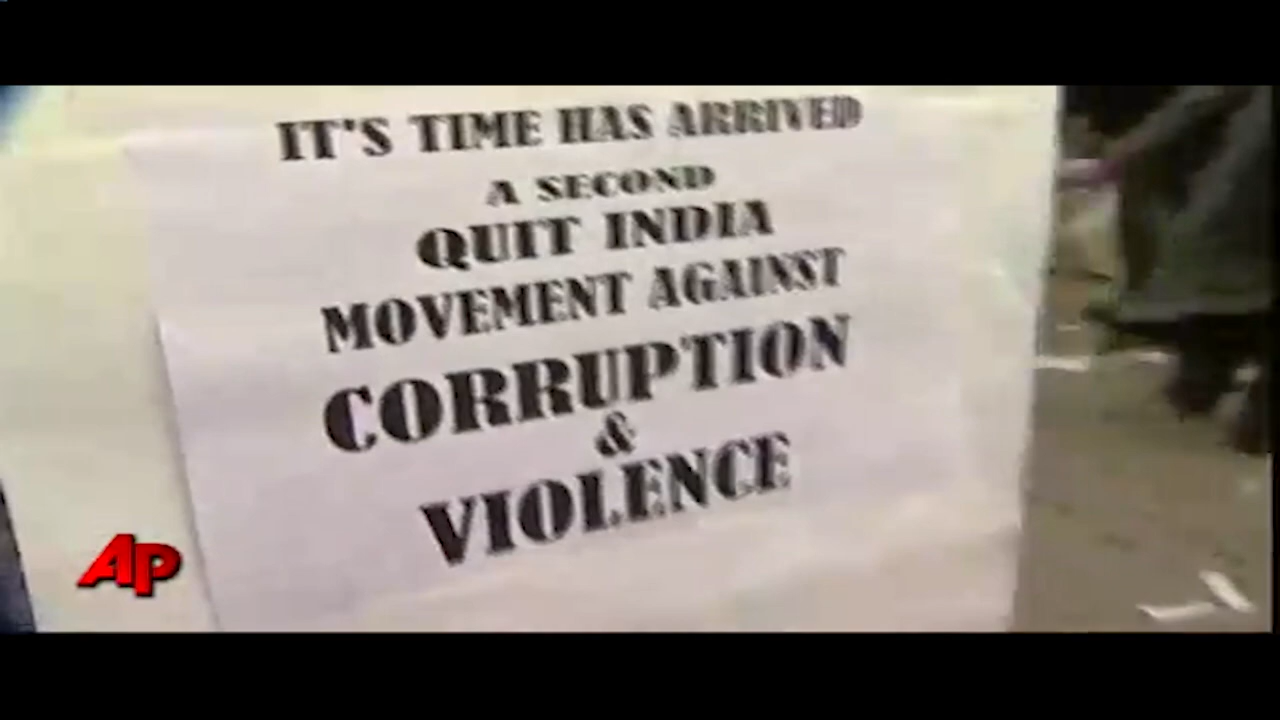 IT'S TIME HAS ARRIVED
A SECOND
QUIT INDIA
MOVEMENT AGAINST
CORRUPTION
&
VIOLENCE
AP